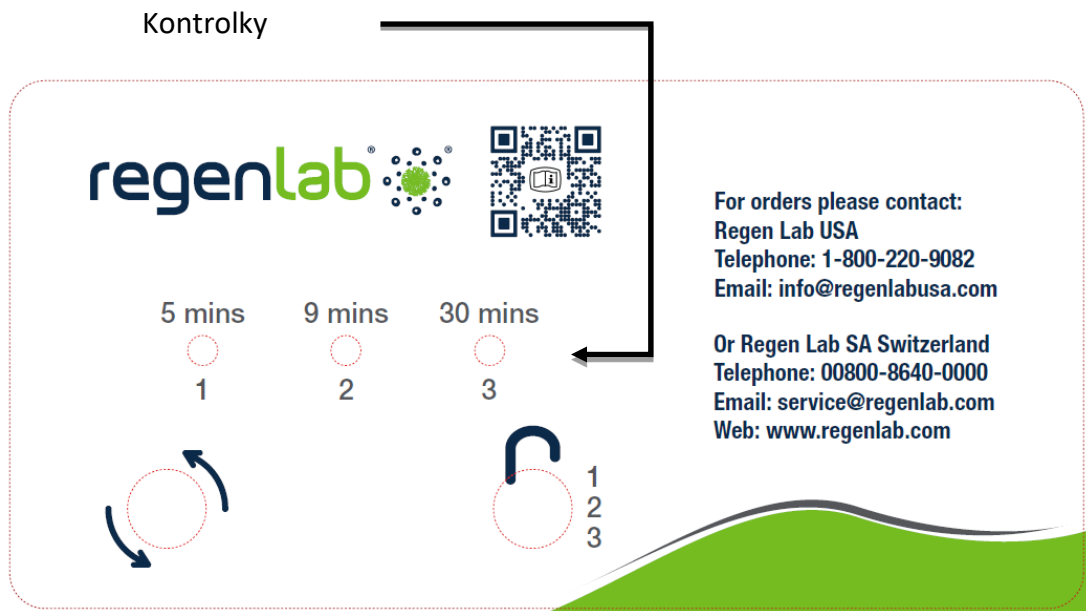 Kontrolky
regenlab® ®
For orders please contact:
Regen Lab USA
Telephone: 1-800-220-9082
Email: info@regenlabusa.com
Or Regen Lab SA Switzerland
Telephone: 00800-8640-0000
Email: service@regenlab.com
Web: www.regenlab.com
5 mins 9 mins 30 mins
1 2 3
1
2
3